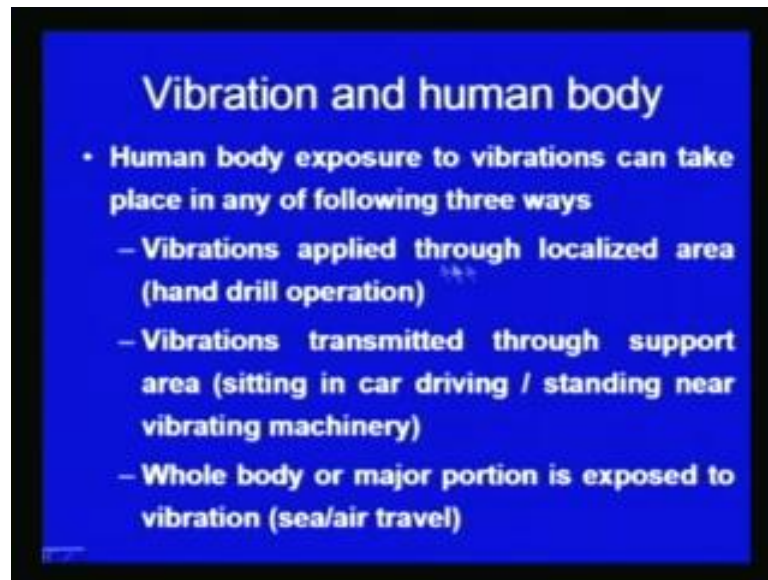 Vibration and human body
• Human body exposure to vibrations can take
place in any of following three ways
– Vibrations applied through localized area
(hand drill operation)
– Vibrations transmitted through support
area (sitting in car driving / standing near
vibrating machinery)
– Whole body or major portion is exposed to
vibration (sea/air travel)